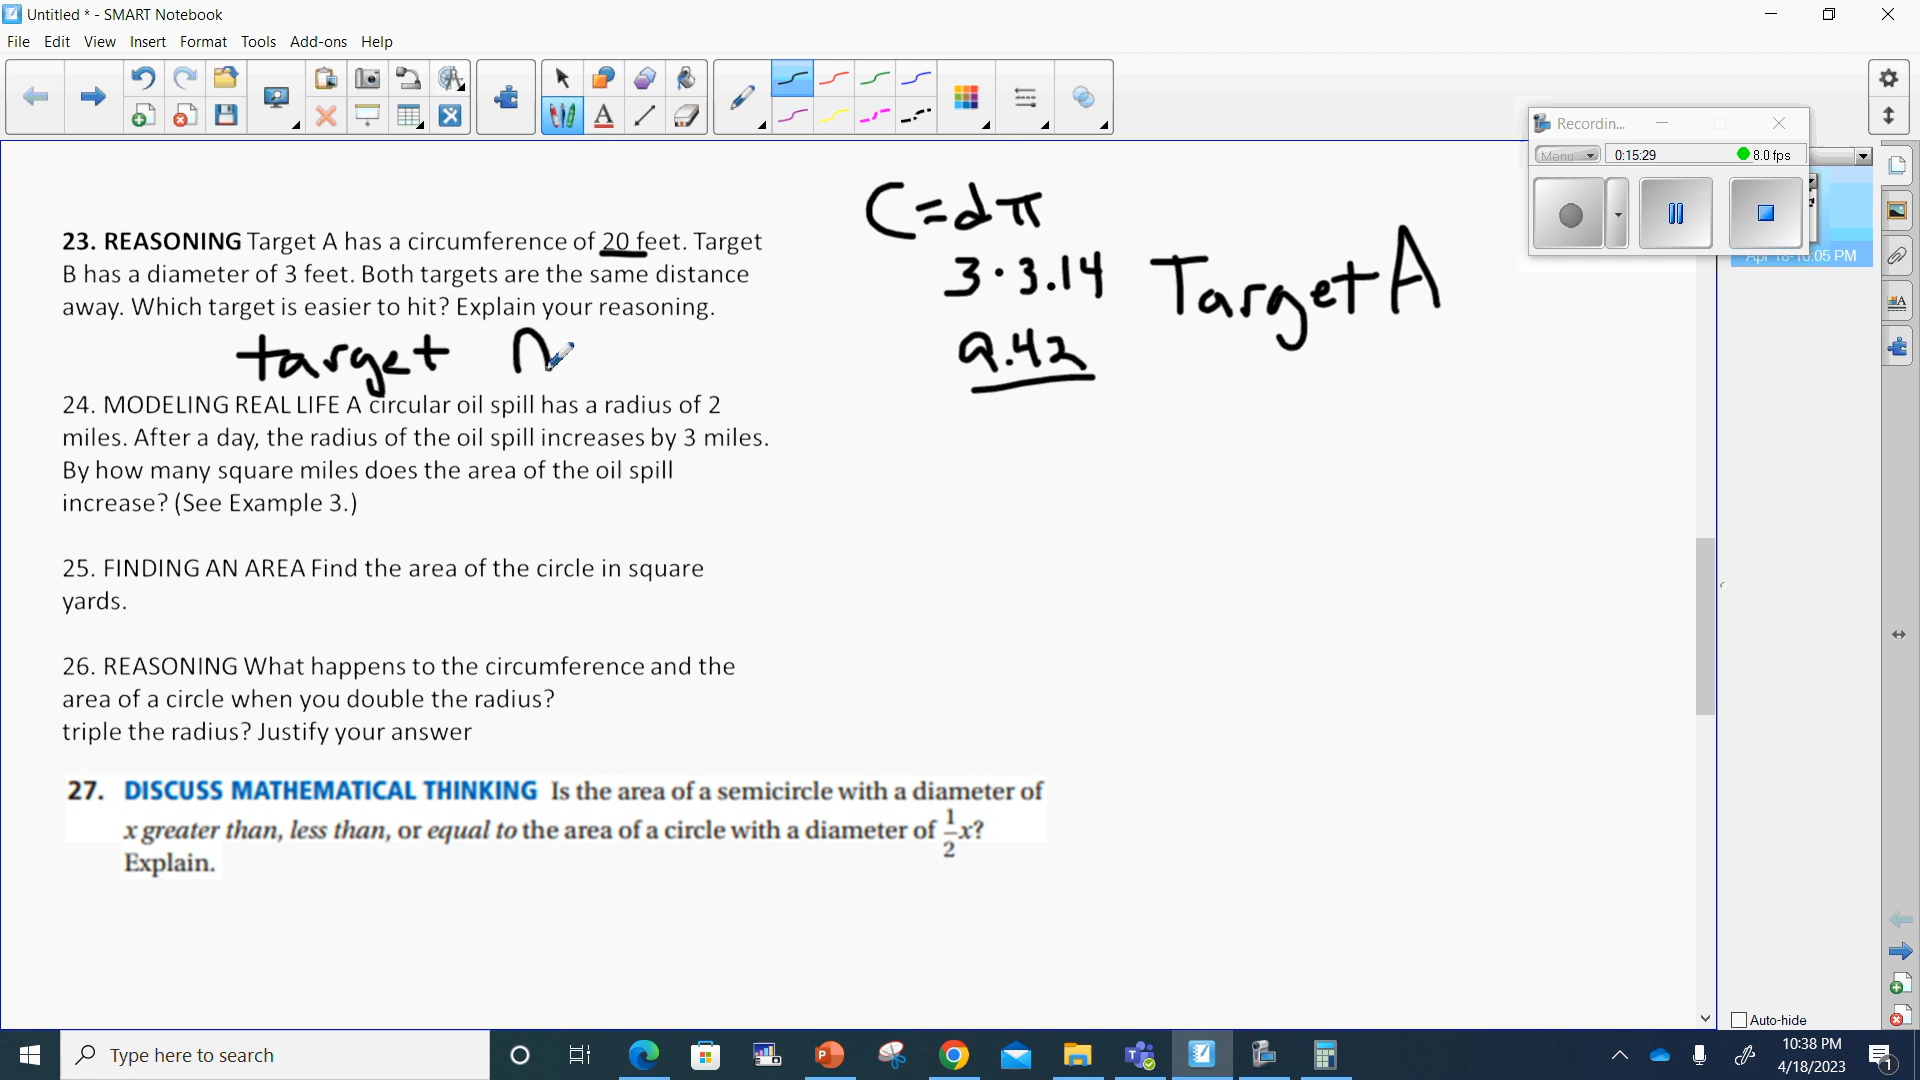 Untitled * - SMART Notebook
File Edit View Insert Format Tools Add-ons Help
Recordin...
Menu 0:15:29 8.0 fps
Apr 18-10:05 PM
C=dπ
3·3.14
9.42
Target A
23. REASONING Target A has a circumference of 20 feet. Target
B has a diameter of 3 feet. Both targets are the same distance
away. Which target is easier to hit? Explain your reasoning.
target
24. MODELING REAL LIFE A circular oil spill has a radius of 2
miles. After a day, the radius of the oil spill increases by 3 miles.
By how many square miles does the area of the oil spill
increase? (See Example 3.)
25. FINDING AN AREA Find the area of the circle in square
yards.
26. REASONING What happens to the circumference and the
area of a circle when you double the radius?
triple the radius? Justify your answer
27. DISCUSS MATHEMATICAL THINKING Is the area of a semicircle with a diameter of
x greater than, less than, or equal to the area of a circle with a diameter of 1/2 x?
Explain.
Auto-hide
Type here to search
10:38 PM
4/18/2023
1